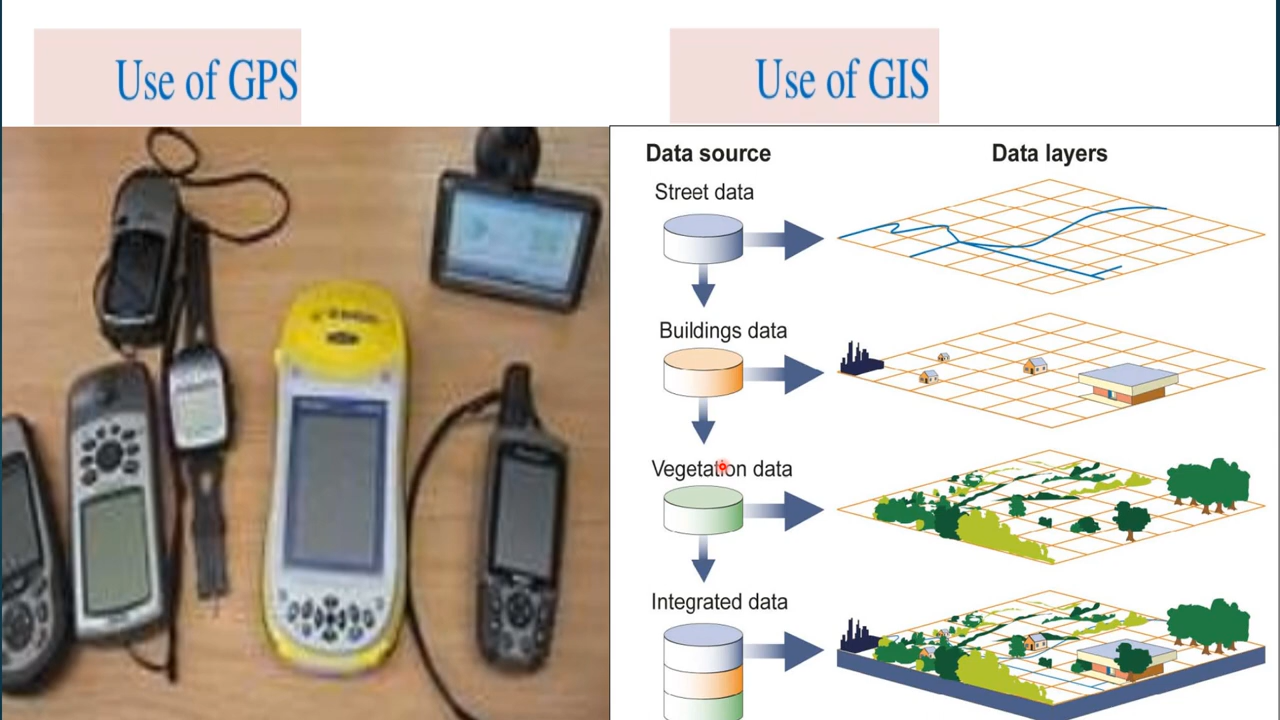 Use of GPS
Use of GIS
Data source
Data layers
Street data
Buildings data
Vegetation data
Integrated data